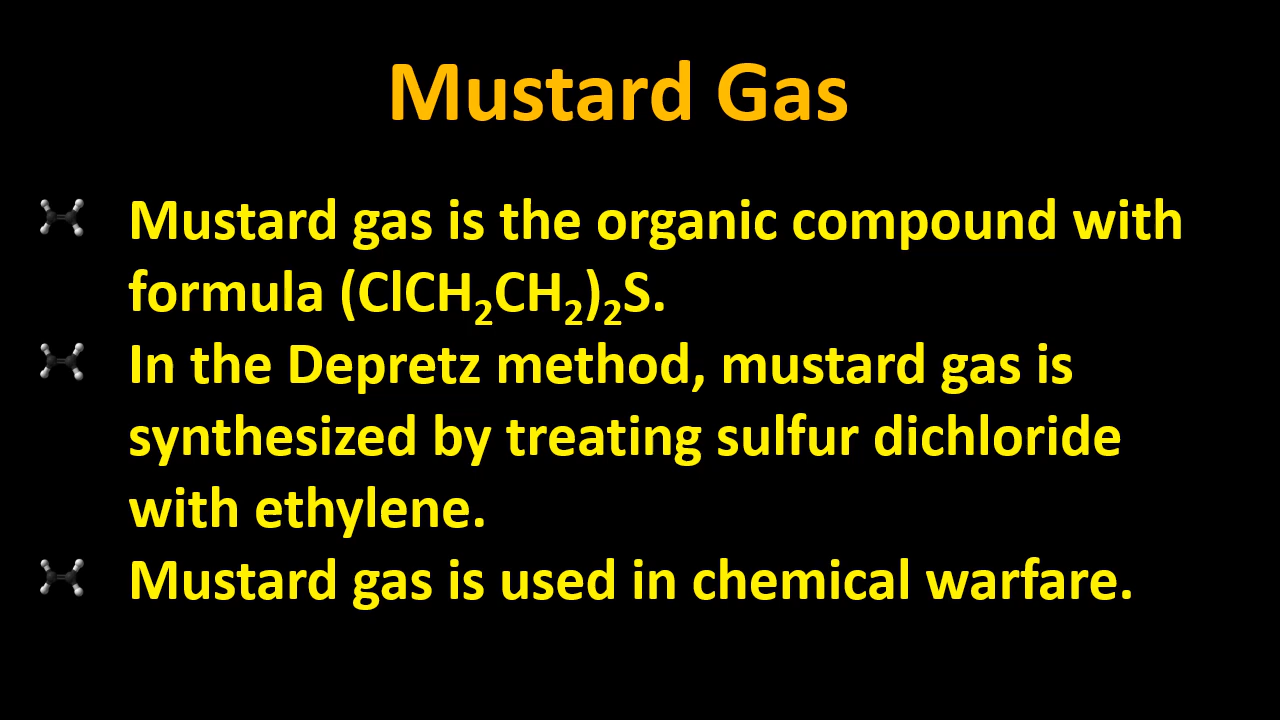 Mustard Gas
Mustard gas is the organic compound with
formula (ClCH₂CH₂)₂S.
In the Depretz method, mustard gas is
synthesized by treating sulfur dichloride
with ethylene.
Mustard gas is used in chemical warfare.